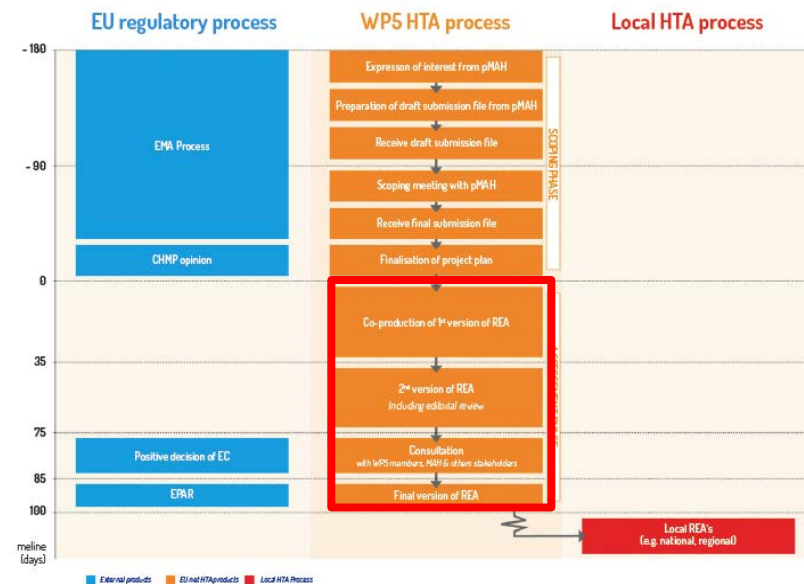 EU regulatory process
WP5 HTA process
Local HTA process
- 180
Expresson of interest from pMAH
Preparation of draft submission file from pMAH
EMA Process
Receive draft submission file
SCOPING PHASE
- 90
Scoping meeting with pMAH
Receive final submission file
CHMP opinion
Finalisation of project plan
0
Co-production of 1st version of REA
35
2nd version of REA
Including editorial review
75
Positive decision of EC
Consultation
with WP5 members, MAH & others stakeholders
85
EPAR
Final version of REA
100
Local REA's
(e.g. national, regional)
meline
(days)
External products
EUnetHTA products
Local HTA Process